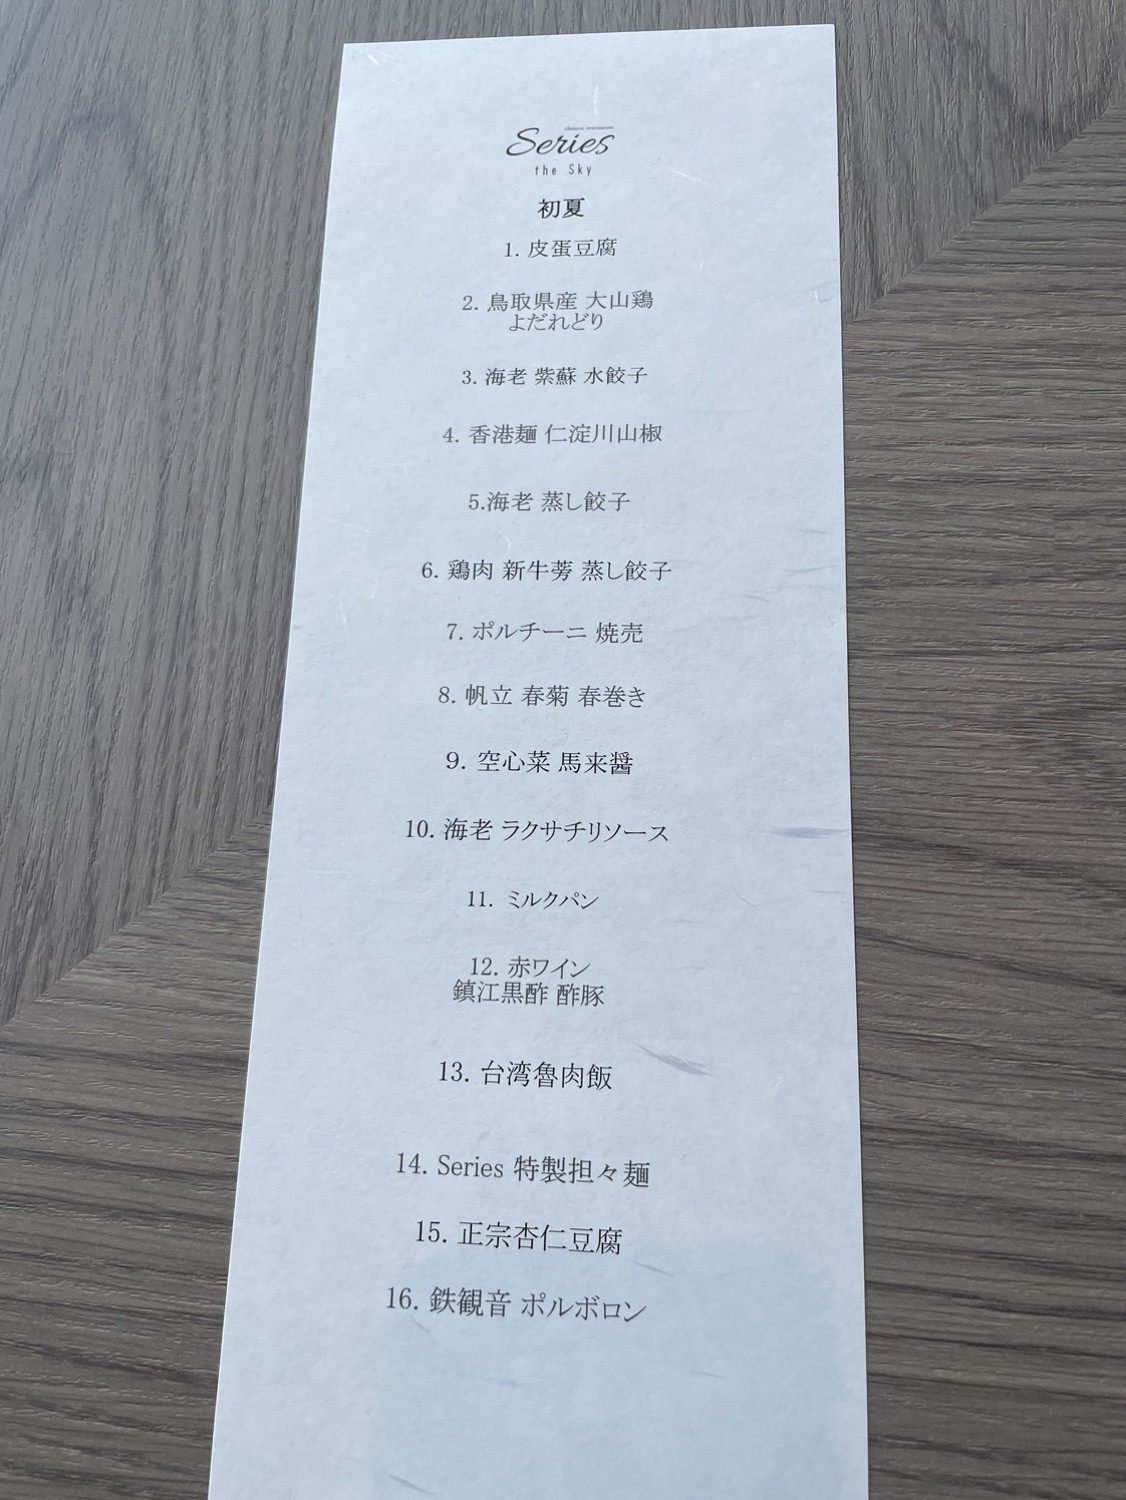 chinese restaurant
Series
the Sky
初夏
1. 皮蛋豆腐
2. 鳥取県産 大山鶏
よだれどり
3. 海老 紫蘇 水餃子
4. 香港麺 仁淀川山椒
5.海老 蒸し餃子
6. 鶏肉 新牛蒡 蒸し餃子
7. ポルチーニ 焼売
8. 帆立 春菊 春巻き
9. 空心菜 馬来醤
10. 海老 ラクサチリソース
11. ミルクパン
12. 赤ワイン
鎮江黒酢 酢豚
13. 台湾魯肉飯
14. Series 特製担々麺
15. 正宗杏仁豆腐
16. 鉄観音 ポルボロン